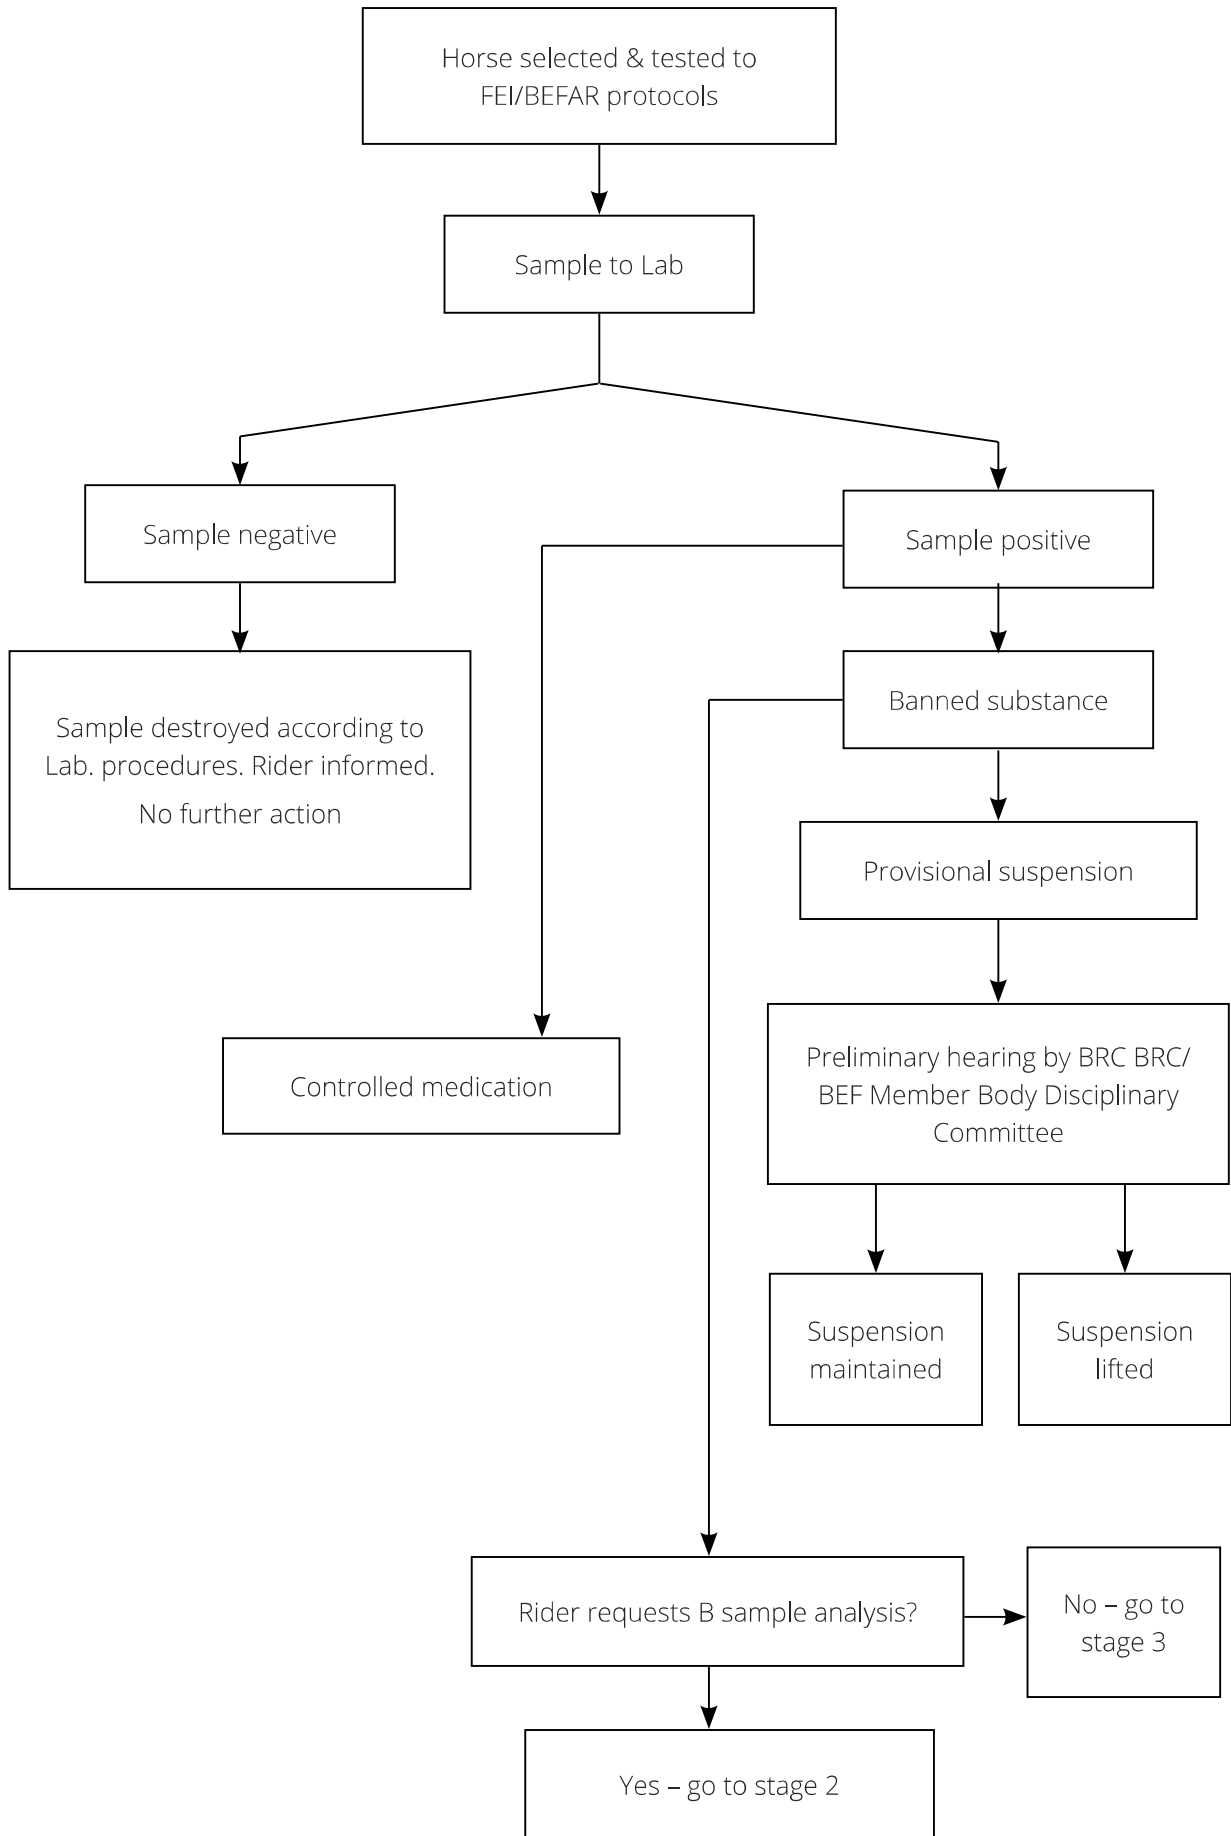 Horse selected & tested to
FEI/BEFAR protocols
Sample to Lab
Sample negative
Sample positive
Sample destroyed according to
Lab. procedures. Rider informed.
No further action
Banned substance
Provisional suspension
Controlled medication
Preliminary hearing by BRC BRC/
BEF Member Body Disciplinary
Committee
Suspension
maintained
Suspension
lifted
Rider requests B sample analysis?
No – go to
stage 3
Yes – go to stage 2